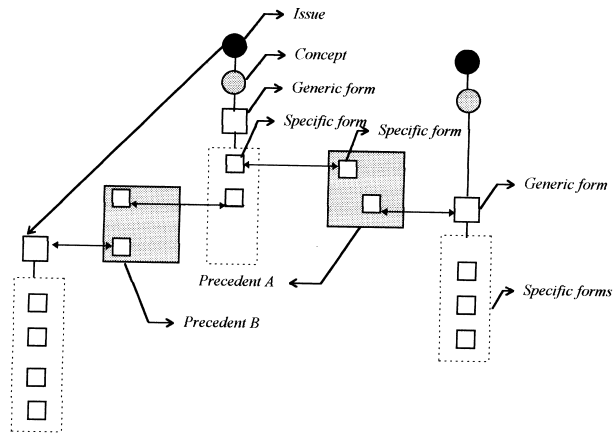 Issue
Concept
Generic form
Specific form
Specific form
Generic form
Precedent A
Specific forms
Precedent B